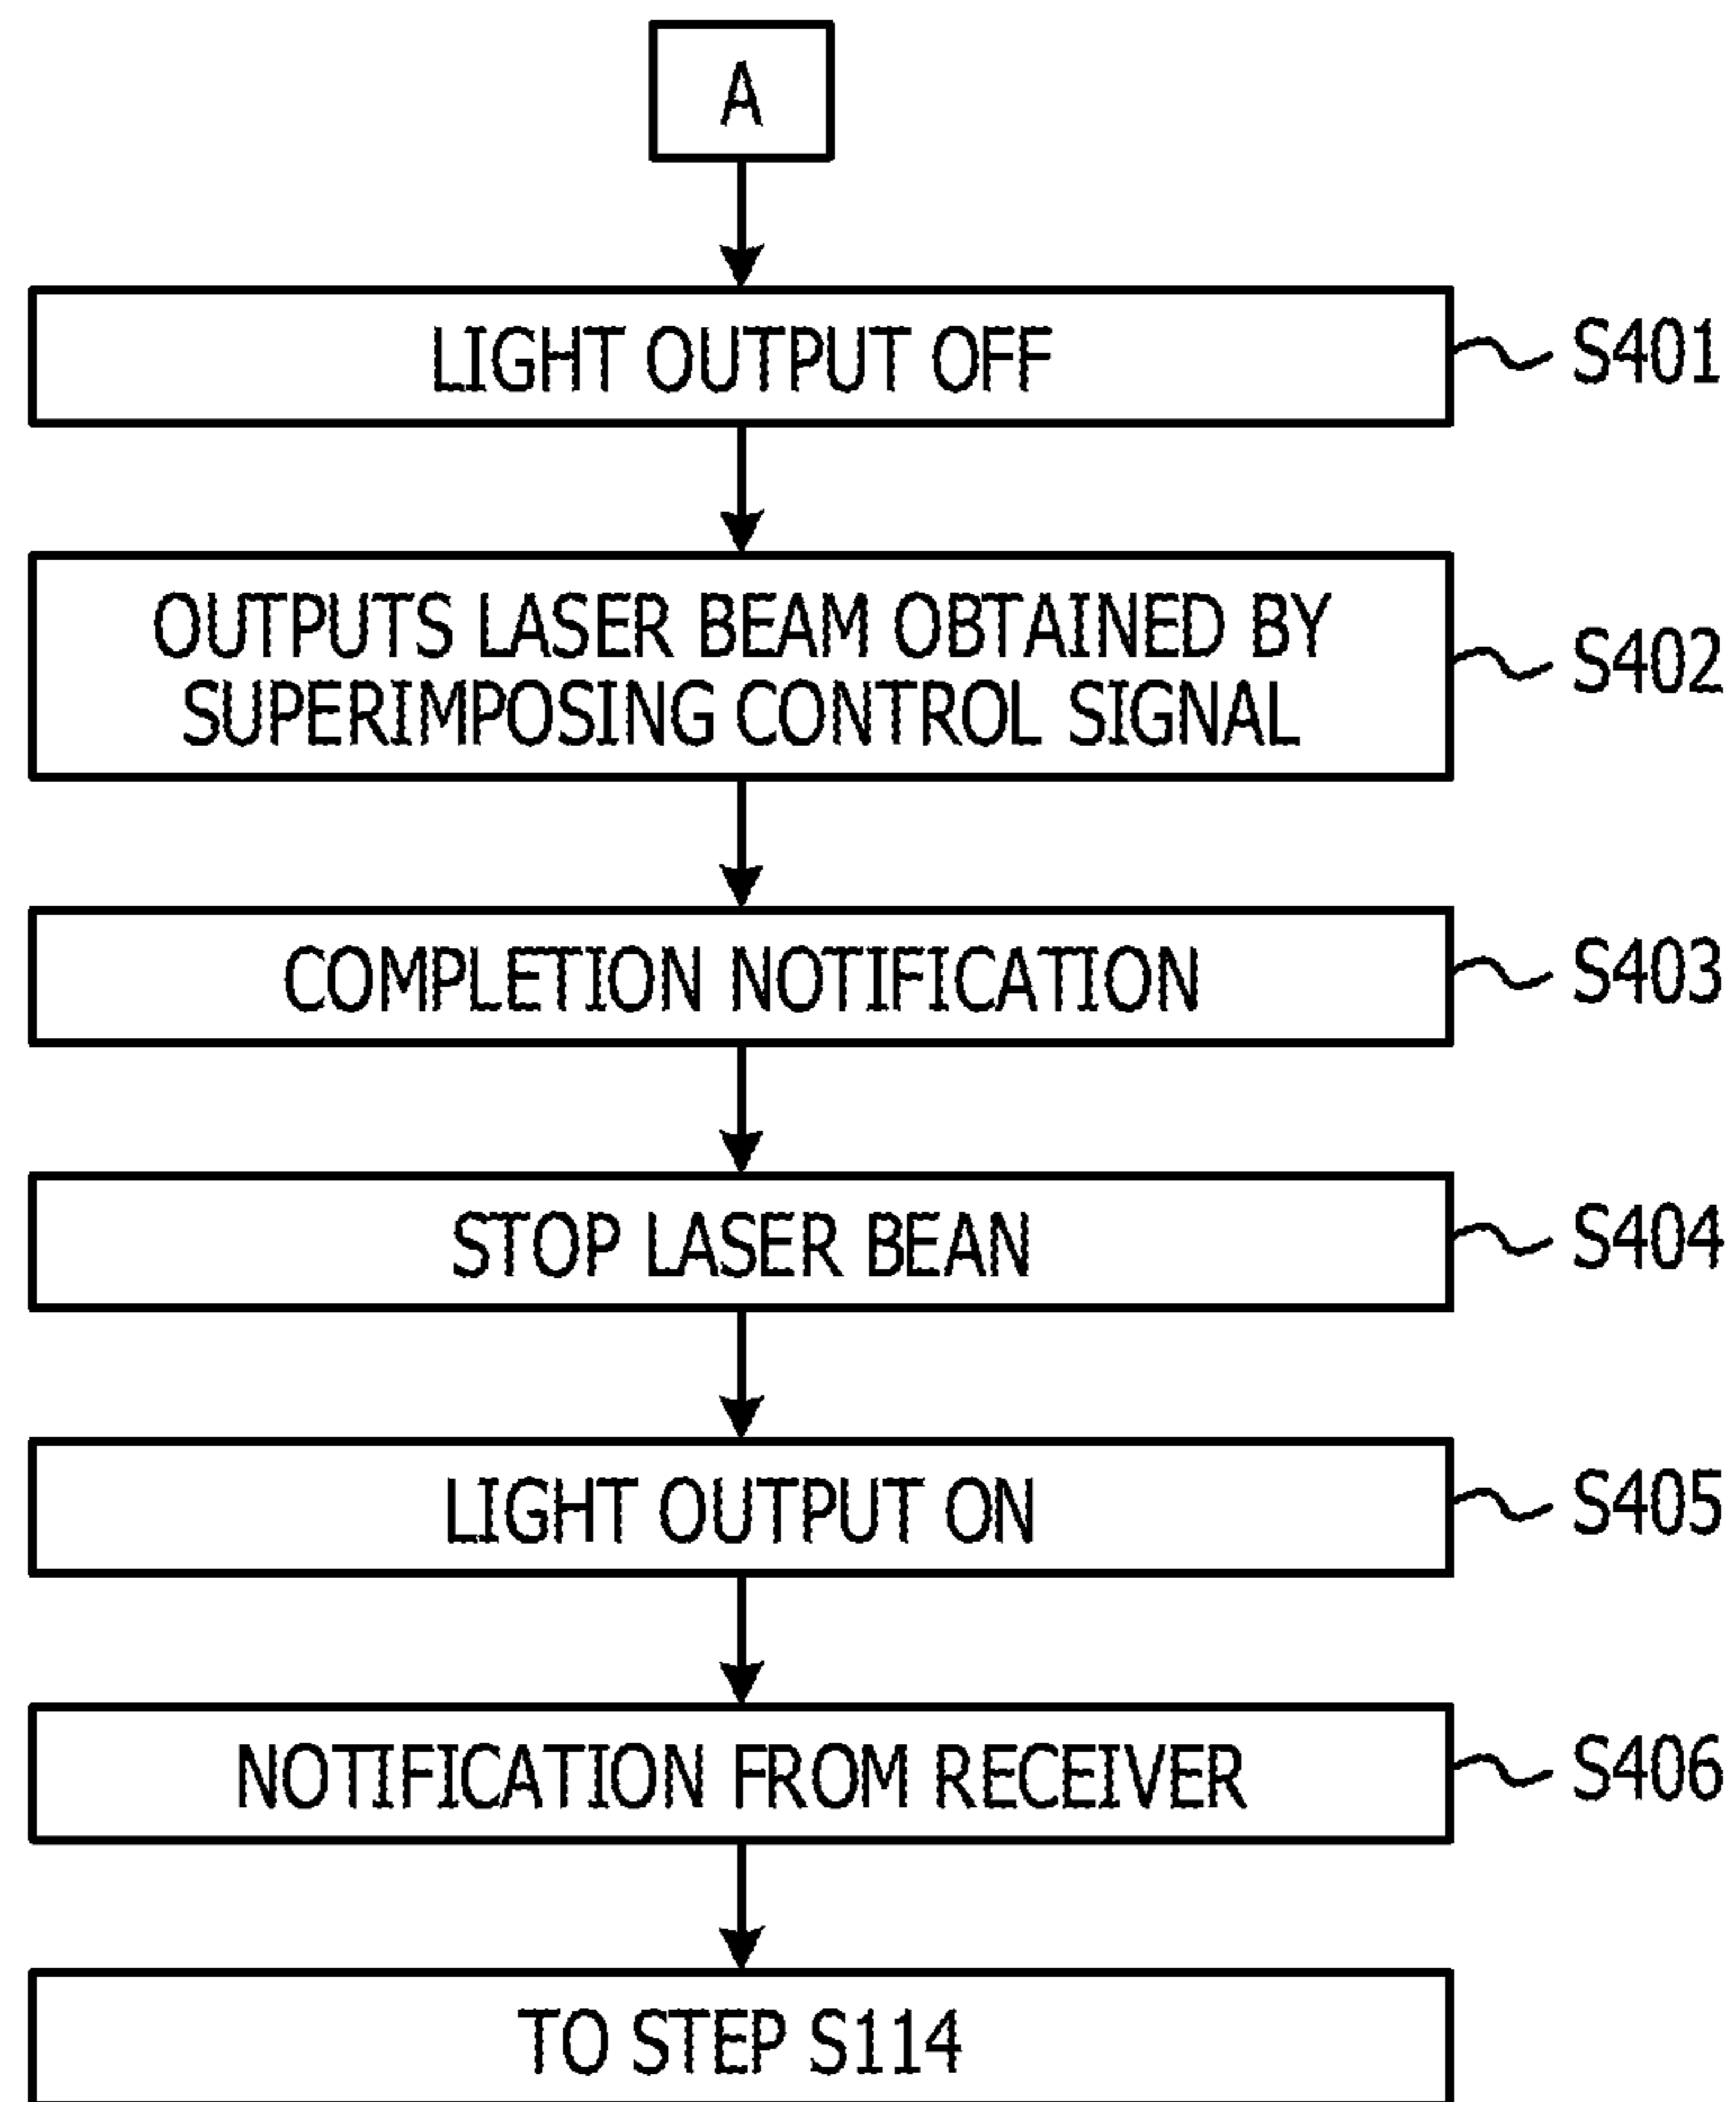 A
LIGHT OUTPUT OFF
S401
OUTPUTS LASER BEAM OBTAINED BY
SUPERIMPOSING CONTROL SIGNAL
S402
COMPLETION NOTIFICATION
S403
STOP LASER BEAN
S404
LIGHT OUTPUT ON
S405
NOTIFICATION FROM RECEIVER
S406
TO STEP S114